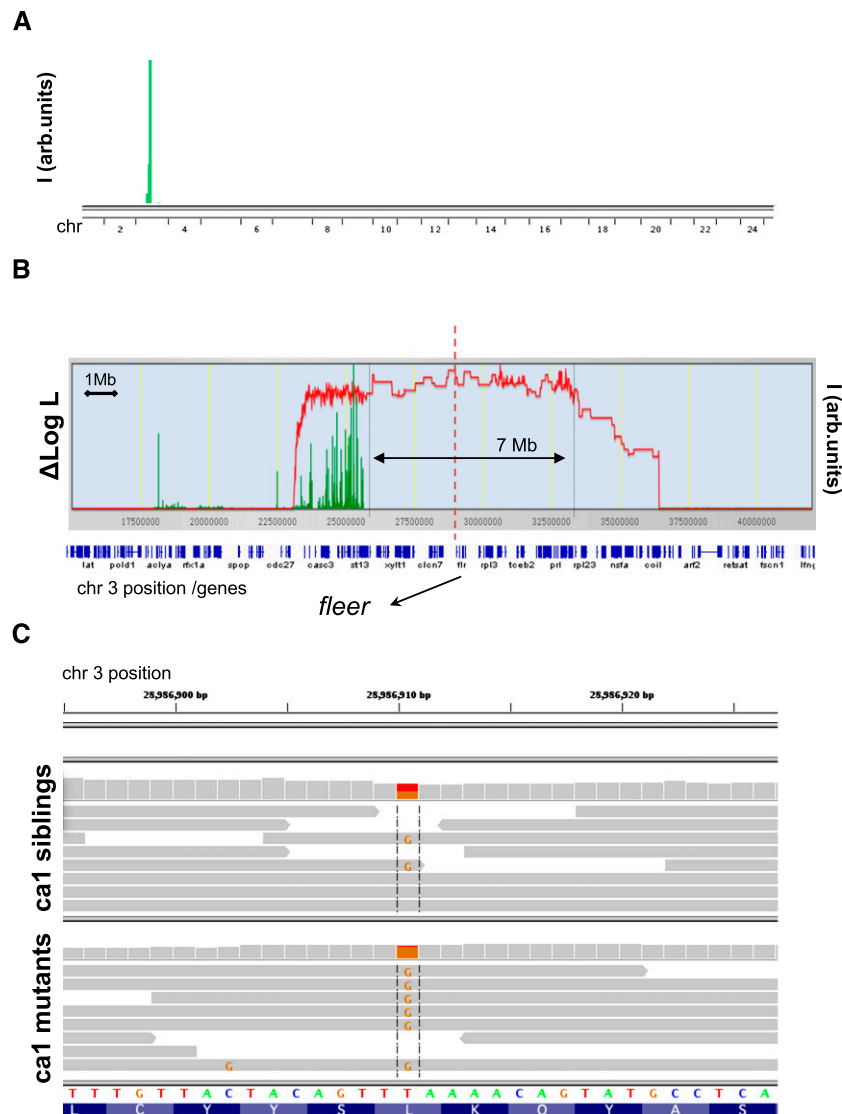 A
I (arb.units)
chr 2 4 6 8 10 12 14 16 18 20 22 24
B
1Mb
ΔLog L
7 Mb
I (arb.units)
17500000 20000000 22500000 25000000 27500000 30000000 32500000 35000000 37500000 40000000
lat pold1 aclya rfx1a spop cdc27 casc3 st13 xylt1 clcn7 flr rpl3 tceb2 prl rpl23 nsfa coil arf2 retsat fscn1 lfng
chr 3 position /genes
fleer
C
chr 3 position
28,986,900 bp 28,986,910 bp 28,986,920 bp
ca1 siblings
G
G
ca1 mutants
G
G
G
G
G
G G
T T T G T T A C T A C A G T T T A A A A C A G T A T G C C T C A
L C Y Y S L K Q Y A S